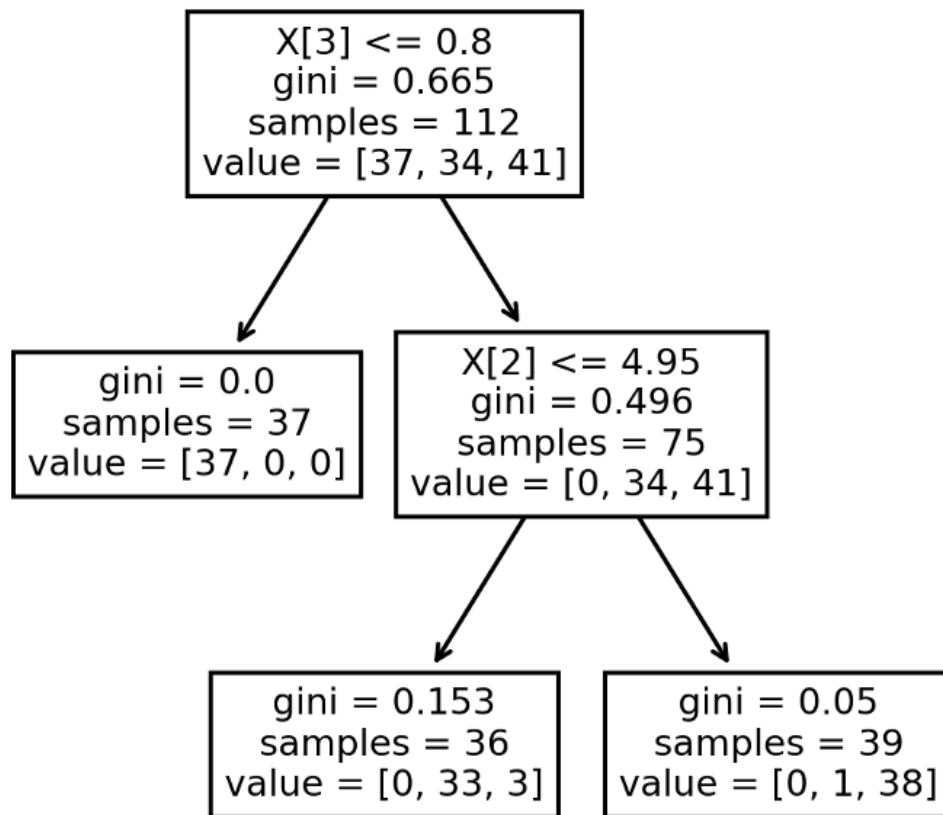 X[3] <= 0.8
gini = 0.665
samples = 112
value = [37, 34, 41]
gini = 0.0
samples = 37
value = [37, 0, 0]
X[2] <= 4.95
gini = 0.496
samples = 75
value = [0, 34, 41]
gini = 0.153
samples = 36
value = [0, 33, 3]
gini = 0.05
samples = 39
value = [0, 1, 38]